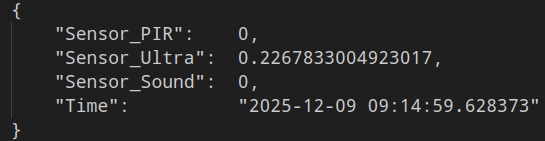 {
    "Sensor_PIR":    0,
    "Sensor_Ultra":  0.2267833004923017,
    "Sensor_Sound":  0,
    "Time":          "2025-12-09 09:14:59.628373"
}